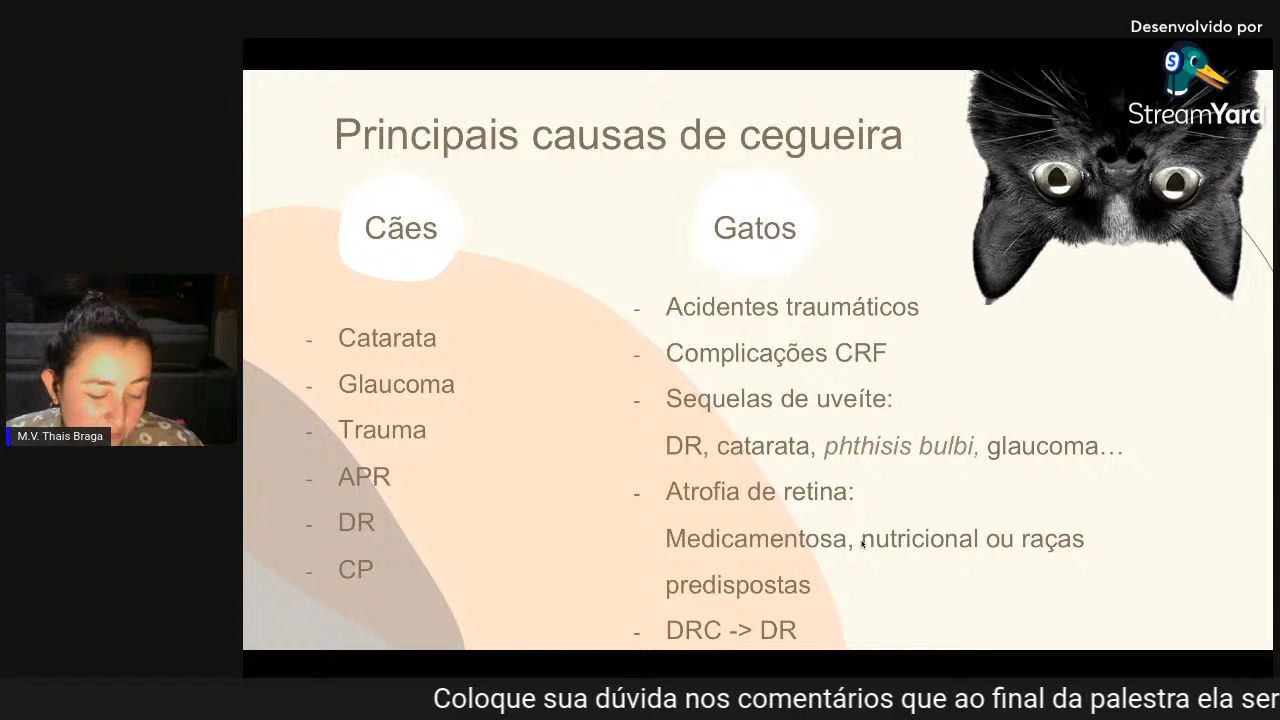 Desenvolvido por
StreamYard
Principais causas de cegueira
Cães
- Catarata
- Glaucoma
- Trauma
- APR
- DR
- CP
Gatos
- Acidentes traumáticos
- Complicações CRF
- Sequelas de uveíte:
DR, catarata, phthisis bulbi, glaucoma…
- Atrofia de retina:
Medicamentosa, nutricional ou raças
predispostas
- DRC -> DR
M.V. Thais Braga
Coloque sua dúvida nos comentários que ao final da palestra ela ser